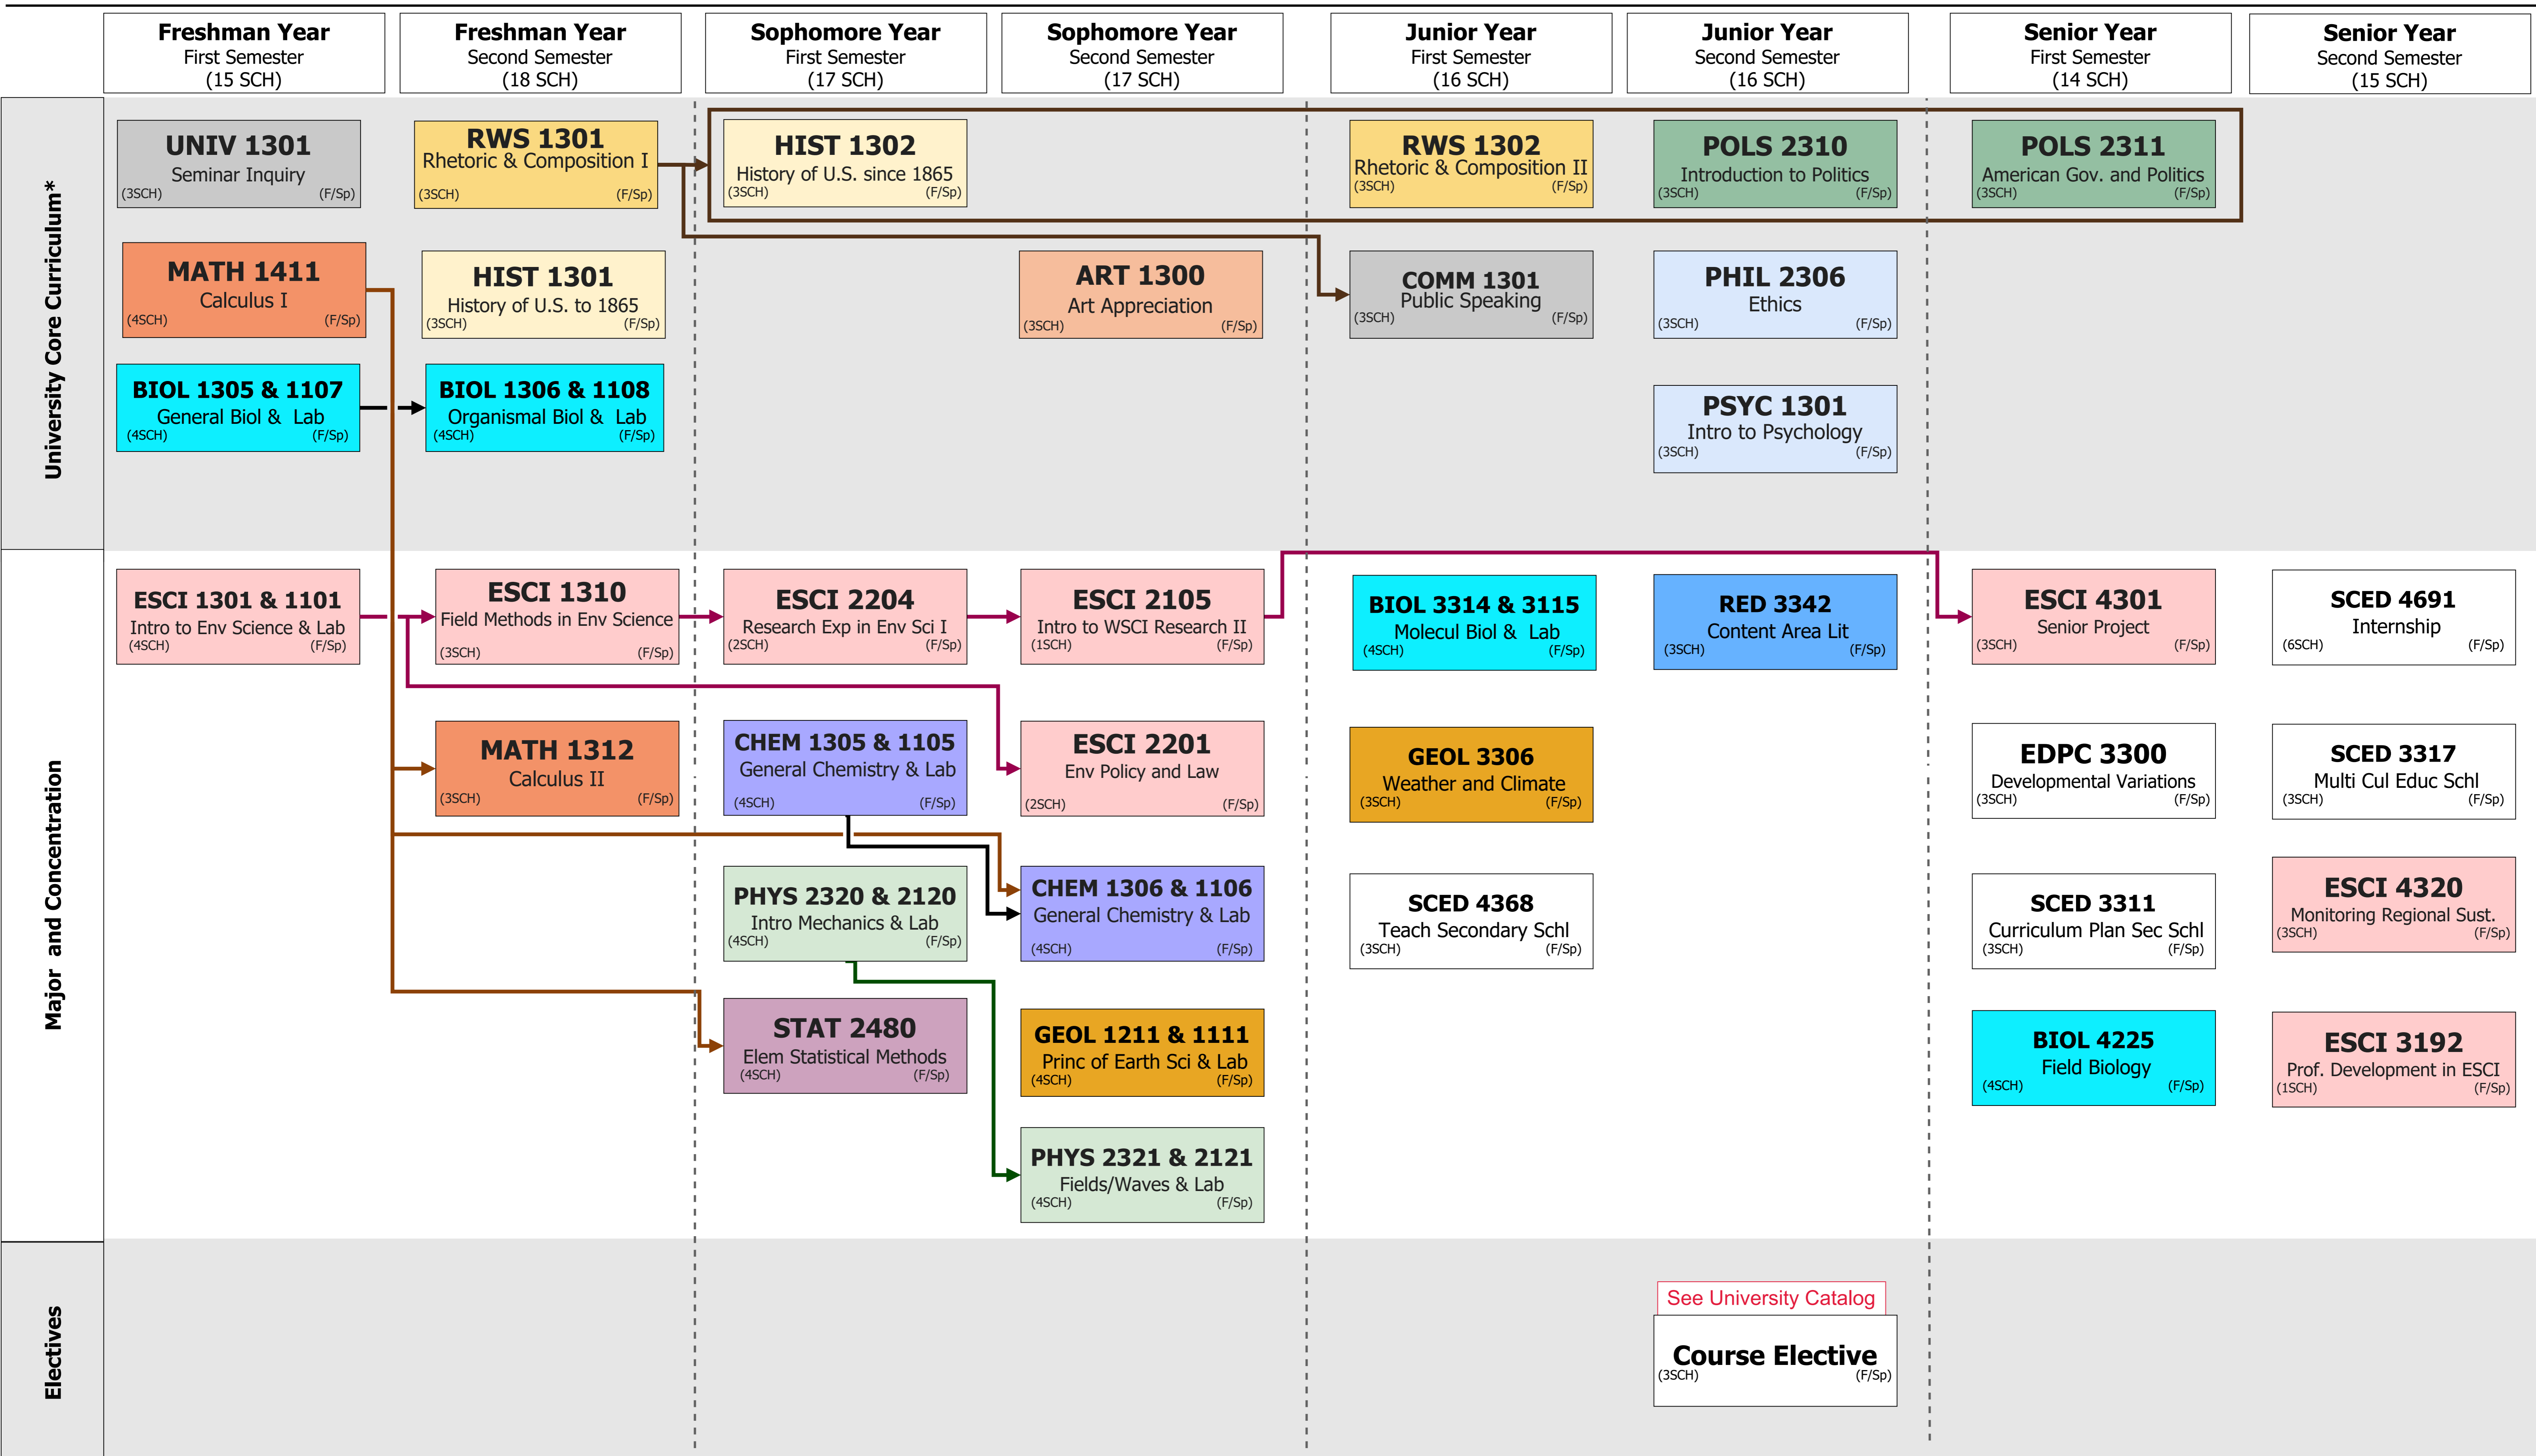 Freshman Year
First Semester
(15 SCH)
Freshman Year
Second Semester
(18 SCH)
Sophomore Year
First Semester
(17 SCH)
Sophomore Year
Second Semester
(17 SCH)
Junior Year
First Semester
(16 SCH)
Junior Year
Second Semester
(16 SCH)
Senior Year
First Semester
(14 SCH)
Senior Year
Second Semester
(15 SCH)
University Core Curriculum*
UNIV 1301
Seminar Inquiry
(3SCH) (F/Sp)
RWS 1301
Rhetoric & Composition I
(3SCH) (F/Sp)
HIST 1302
History of U.S. since 1865
(3SCH) (F/Sp)
RWS 1302
Rhetoric & Composition II
(3SCH) (F/Sp)
POLS 2310
Introduction to Politics
(3SCH) (F/Sp)
POLS 2311
American Gov. and Politics
(3SCH) (F/Sp)
MATH 1411
Calculus I
(4SCH) (F/Sp)
HIST 1301
History of U.S. to 1865
(3SCH) (F/Sp)
ART 1300
Art Appreciation
(3SCH) (F/Sp)
COMM 1301
Public Speaking
(3SCH) (F/Sp)
PHIL 2306
Ethics
(3SCH) (F/Sp)
BIOL 1305 & 1107
General Biol & Lab
(4SCH) (F/Sp)
BIOL 1306 & 1108
Organismal Biol & Lab
(4SCH) (F/Sp)
PSYC 1301
Intro to Psychology
(3SCH) (F/Sp)
Major and Concentration
ESCI 1301 & 1101
Intro to Env Science & Lab
(4SCH) (F/Sp)
ESCI 1310
Field Methods in Env Science
(3SCH) (F/Sp)
ESCI 2204
Research Exp in Env Sci I
(2SCH) (F/Sp)
ESCI 2105
Intro to WSCI Research II
(1SCH) (F/Sp)
BIOL 3314 & 3115
Molecul Biol & Lab
(4SCH) (F/Sp)
RED 3342
Content Area Lit
(3SCH) (F/Sp)
ESCI 4301
Senior Project
(3SCH) (F/Sp)
SCED 4691
Internship
(6SCH) (F/Sp)
MATH 1312
Calculus II
(3SCH) (F/Sp)
CHEM 1305 & 1105
General Chemistry & Lab
(4SCH) (F/Sp)
ESCI 2201
Env Policy and Law
(2SCH) (F/Sp)
GEOL 3306
Weather and Climate
(3SCH) (F/Sp)
EDPC 3300
Developmental Variations
(3SCH) (F/Sp)
SCED 3317
Multi Cul Educ Schl
(3SCH) (F/Sp)
PHYS 2320 & 2120
Intro Mechanics & Lab
(4SCH) (F/Sp)
CHEM 1306 & 1106
General Chemistry & Lab
(4SCH) (F/Sp)
SCED 4368
Teach Secondary Schl
(3SCH) (F/Sp)
SCED 3311
Curriculum Plan Sec Schl
(3SCH) (F/Sp)
ESCI 4320
Monitoring Regional Sust.
(3SCH) (F/Sp)
STAT 2480
Elem Statistical Methods
(4SCH) (F/Sp)
GEOL 1211 & 1111
Princ of Earth Sci & Lab
(4SCH) (F/Sp)
BIOL 4225
Field Biology
(4SCH) (F/Sp)
ESCI 3192
Prof. Development in ESCI
(1SCH) (F/Sp)
PHYS 2321 & 2121
Fields/Waves & Lab
(4SCH) (F/Sp)
Electives
See University Catalog
Course Elective
(3SCH) (F/Sp)